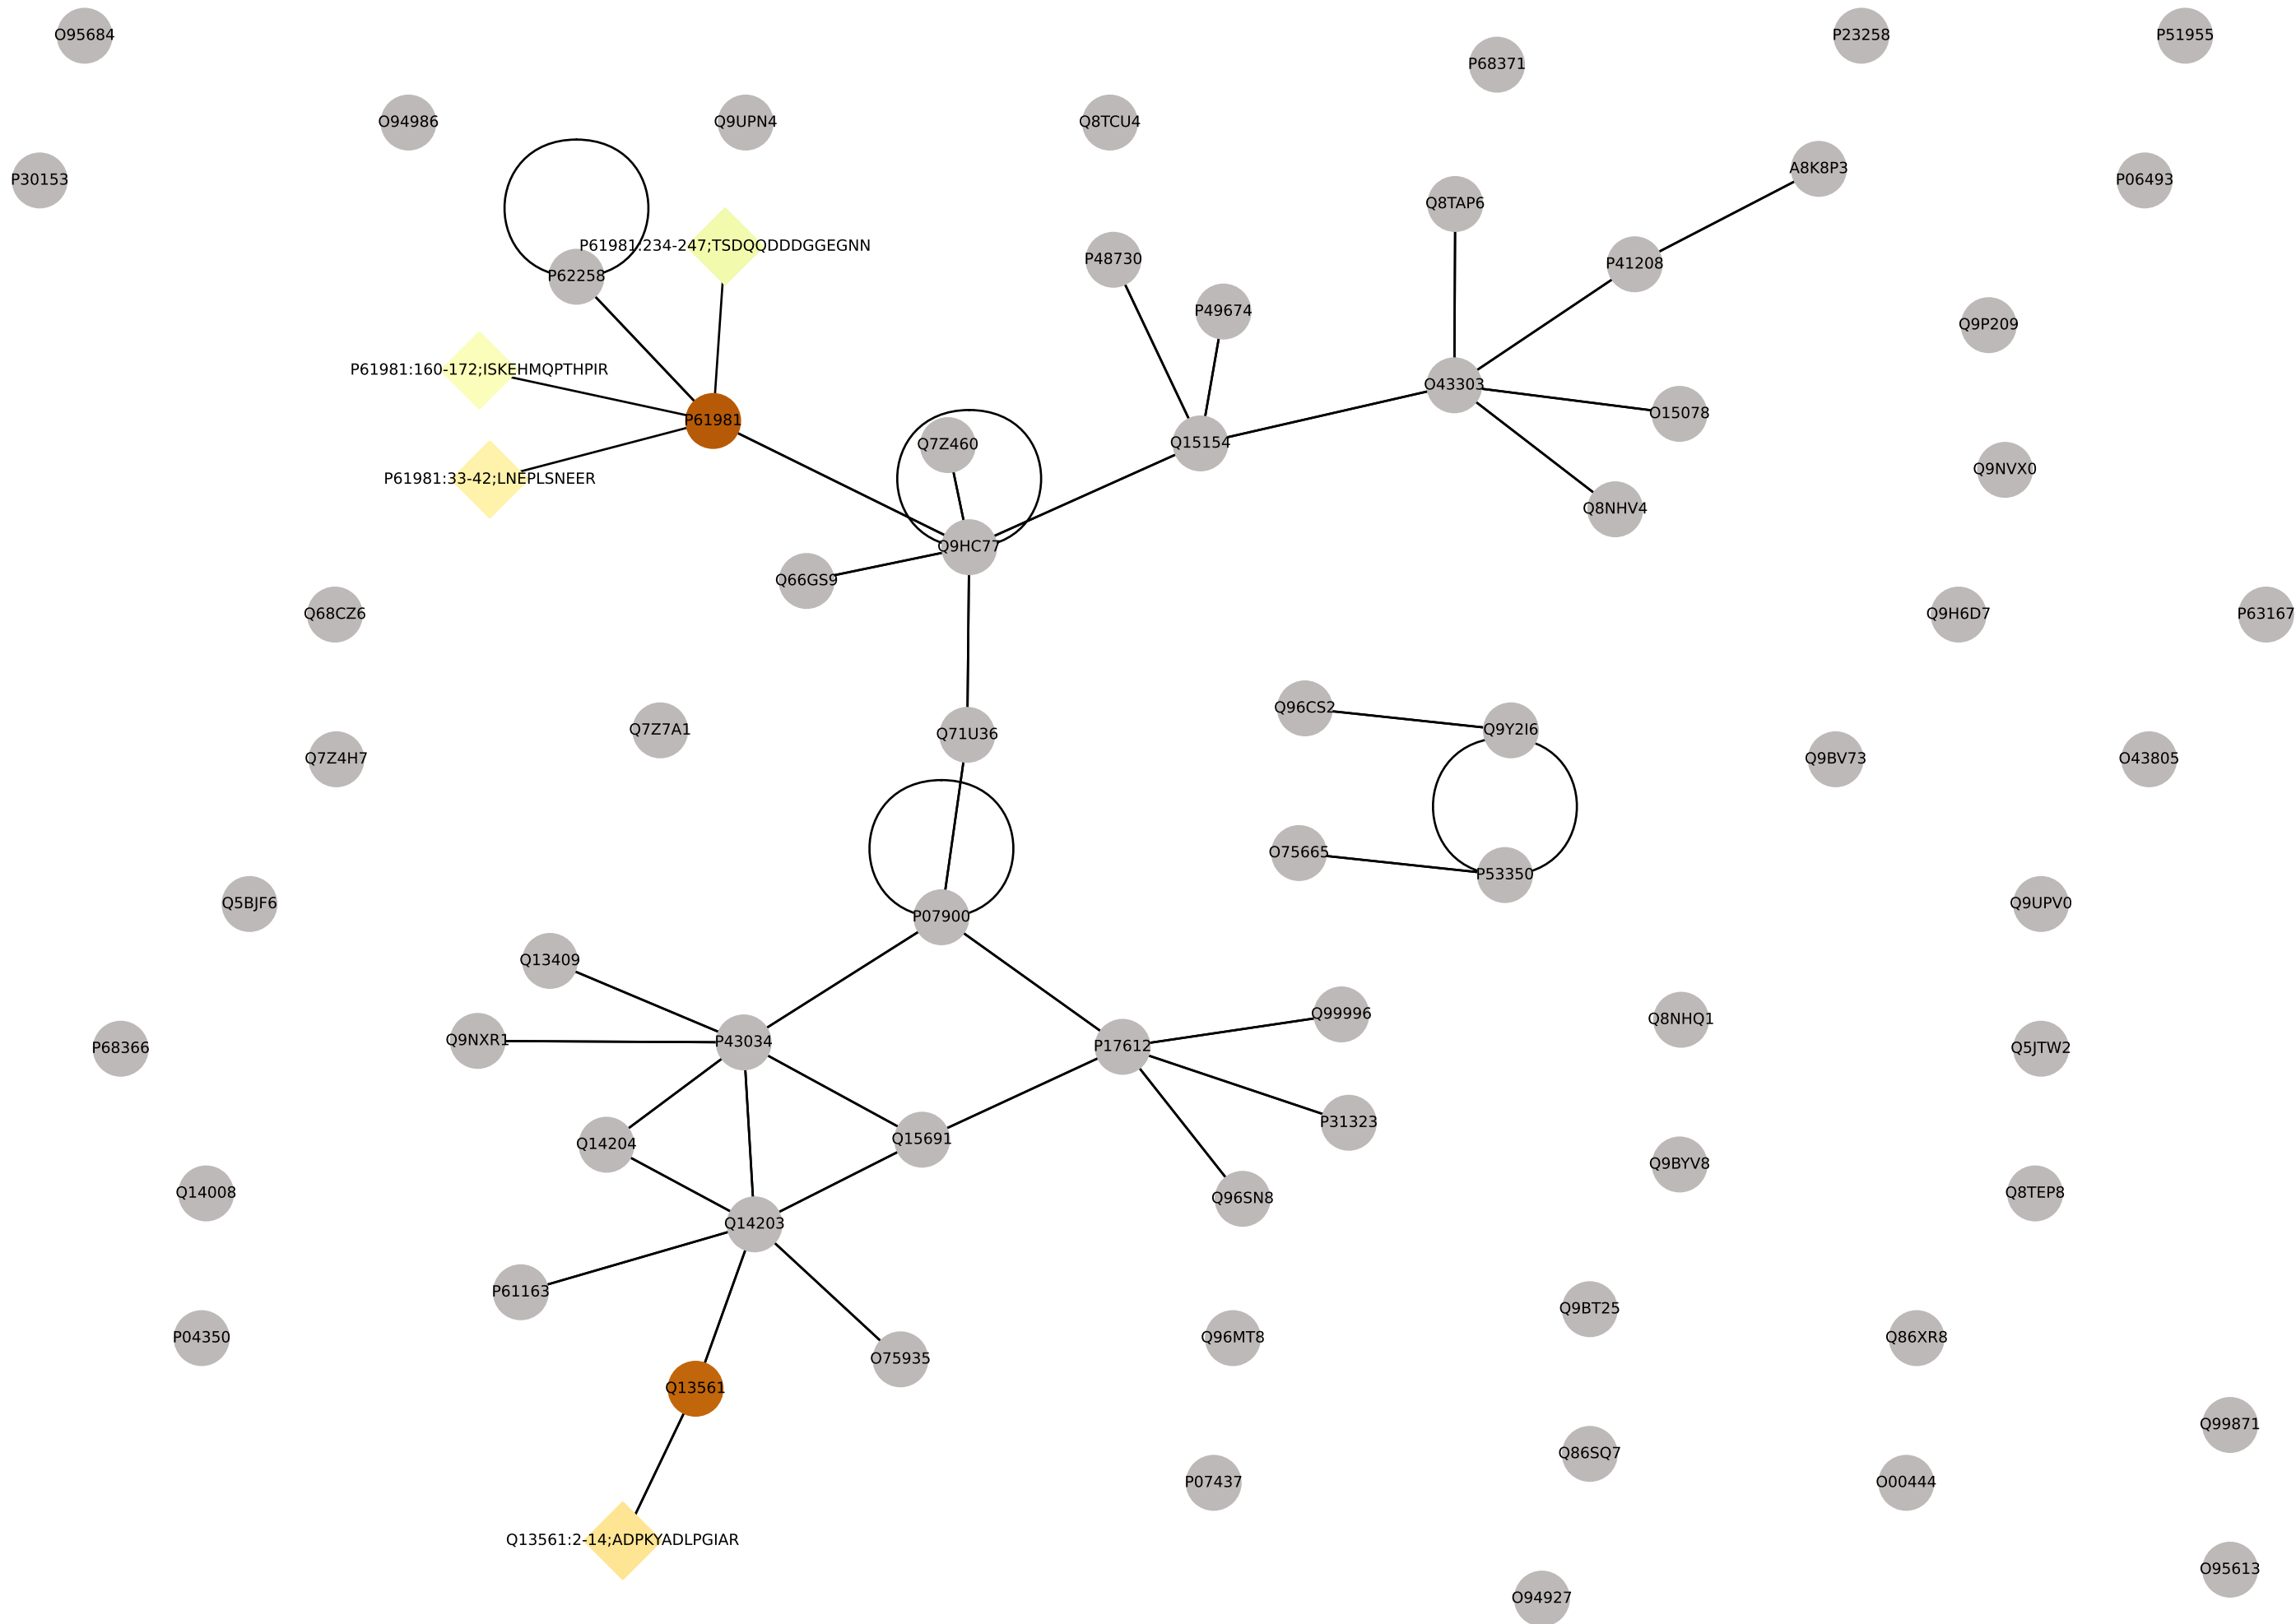 O95684
P23258
P51955
P68371
O94986
Q9UPN4
Q8TCU4
A8K8P3
P30153
P06493
Q8TAP6
P61981:234-247;TSDQQDDDGGEGNN
P48730
P41208
P62258
P49674
Q9P209
P61981:160-172;ISKEHMQPTHPIR
O43303
O15078
P61981
Q7Z460
Q15154
Q9NVX0
P61981:33-42;LNEPLSNEER
Q8NHV4
Q9HC77
Q66GS9
Q68CZ6
Q9H6D7
P63167
Q96CS2
Q7Z7A1
Q71U36
Q9Y2I6
Q7Z4H7
Q9BV73
O43805
O75665
P53350
Q5BJF6
Q9UPV0
P07900
Q13409
Q99996
Q8NHQ1
Q9NXR1
P43034
P17612
P68366
Q5JTW2
P31323
Q15691
Q14204
Q9BYV8
Q14008
Q96SN8
Q8TEP8
Q14203
P61163
Q9BT25
P04350
Q96MT8
Q86XR8
O75935
Q13561
Q99871
Q86SQ7
P07437
O00444
Q13561:2-14;ADPKYADLPGIAR
O95613
O94927